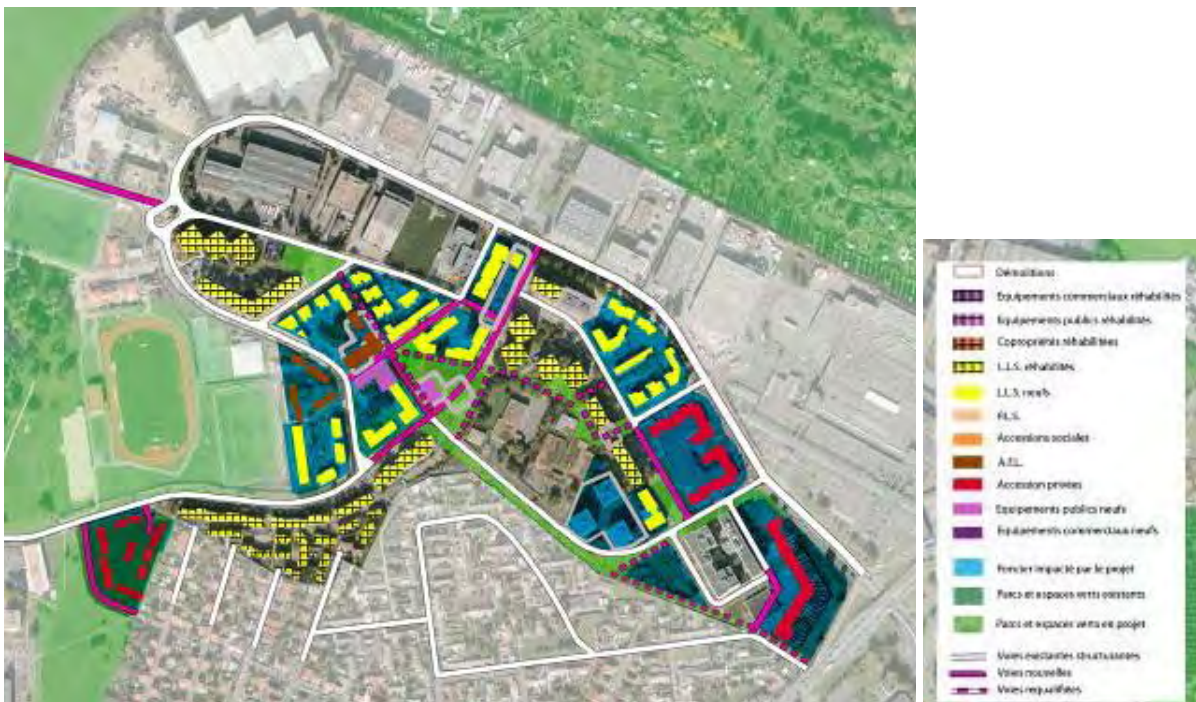 Démolitions
Equipements commerciaux réhabilités
Equipements publics réhabilités
Copropriétés réhabilitées
L.L.S. réhabilités
L.L.S. neufs
P.L.S.
Accessions sociales
A.F.L.
Accession privées
Equipements publics neufs
Equipements commerciaux neufs
Foncier impacté par le projet
Parcs et espaces verts existants
Parcs et espaces verts en projet
Voies existantes structurantes
Voies nouvelles
Voies requalifiées